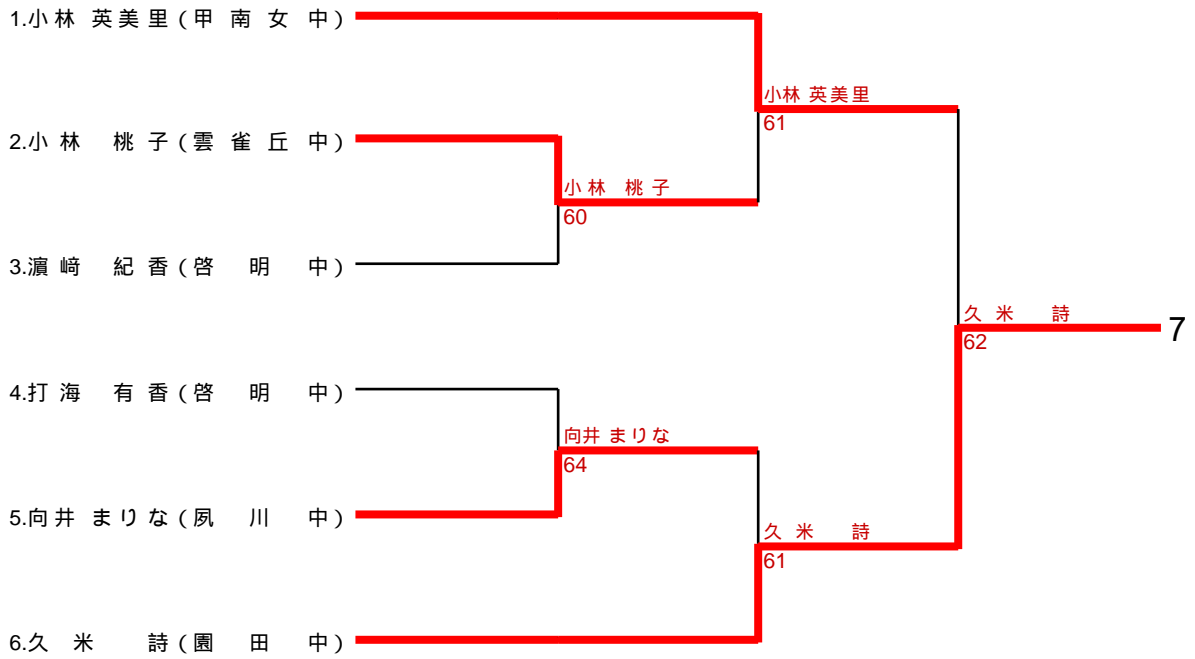 1.小林 英美里(甲南女中)
小林 英美里
61
2.小林 桃子(雲雀丘中)
小林 桃子
60
3.濵﨑 紀香(啓明中)
久米 詩
62
7
4.打海 有香(啓明中)
向井 まりな
64
5.向井 まりな(夙川中)
久米 詩
61
6.久米 詩(園田中)